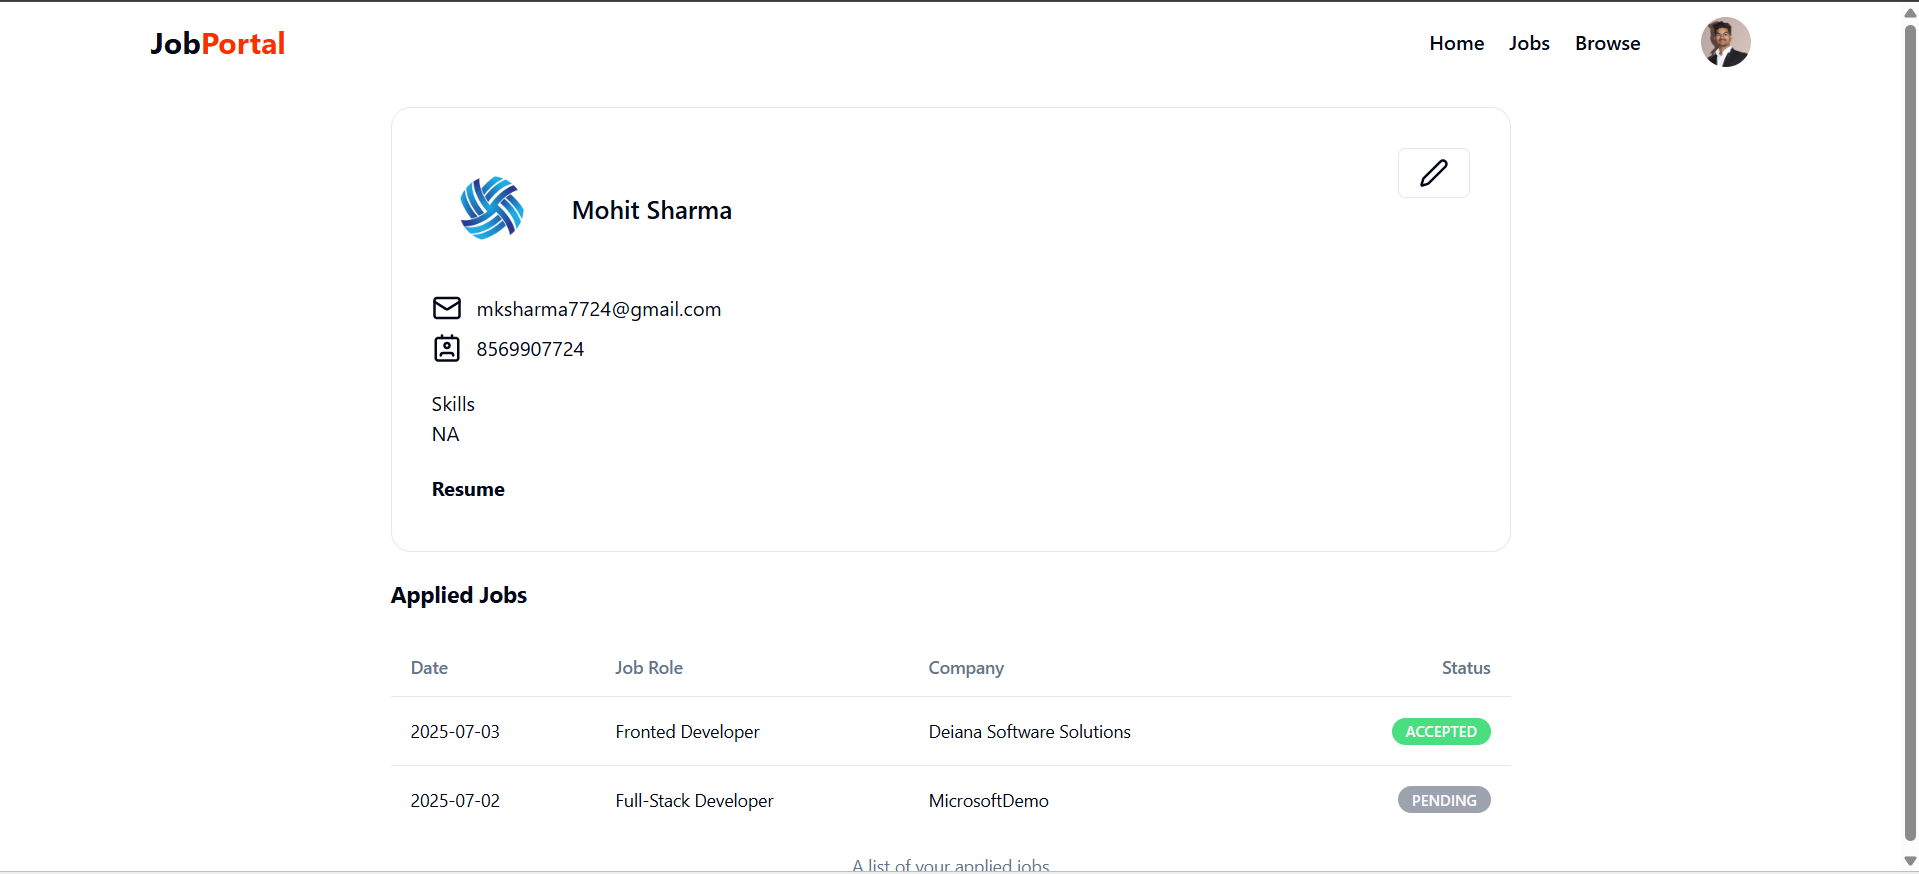 JobPortal
Home Jobs Browse
Mohit Sharma
mksharma7724@gmail.com
8569907724
Skills
NA
Resume
Applied Jobs
Date Job Role Company Status
2025-07-03 Fronted Developer Deiana Software Solutions ACCEPTED
2025-07-02 Full-Stack Developer MicrosoftDemo PENDING
A list of your applied jobs